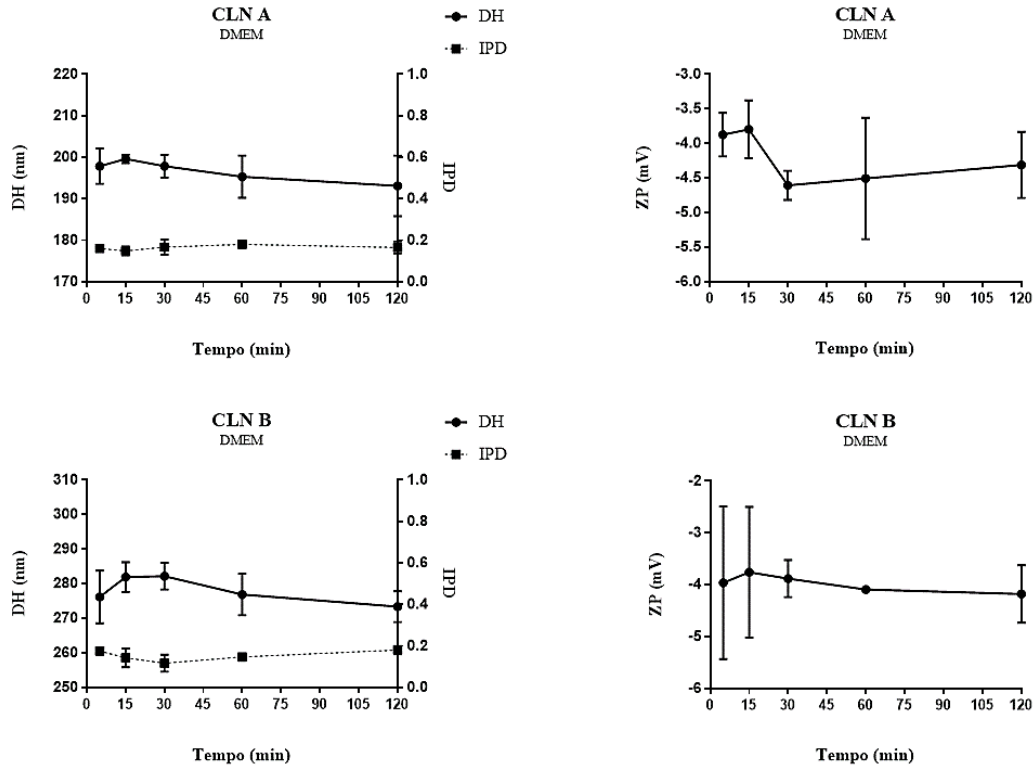 CLN A
DMEM
DH
IPD
220
210
200
190
180
170
DH (nm)
1.0
0.8
0.6
0.4
0.2
0.0
IPD
0 15 30 45 60 75 90 105 120
Tempo (min)
CLN A
DMEM
-3.0
-3.5
-4.0
-4.5
-5.0
-5.5
-6.0
ZP (mV)
0 15 30 45 60 75 90 105 120
Tempo (min)
CLN B
DMEM
DH
IPD
310
300
290
280
270
260
250
DH (nm)
1.0
0.8
0.6
0.4
0.2
0.0
IPD
0 15 30 45 60 75 90 105 120
Tempo (min)
CLN B
DMEM
-2
-3
-4
-5
-6
ZP (mV)
0 15 30 45 60 75 90 105 120
Tempo (min)